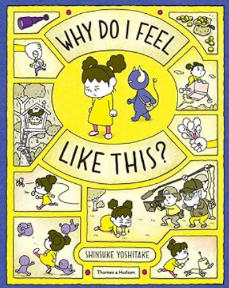 WHY DO I FEEL
LIKE THIS?
SHINSUKE YOSHITAKE
Thames & Hudson